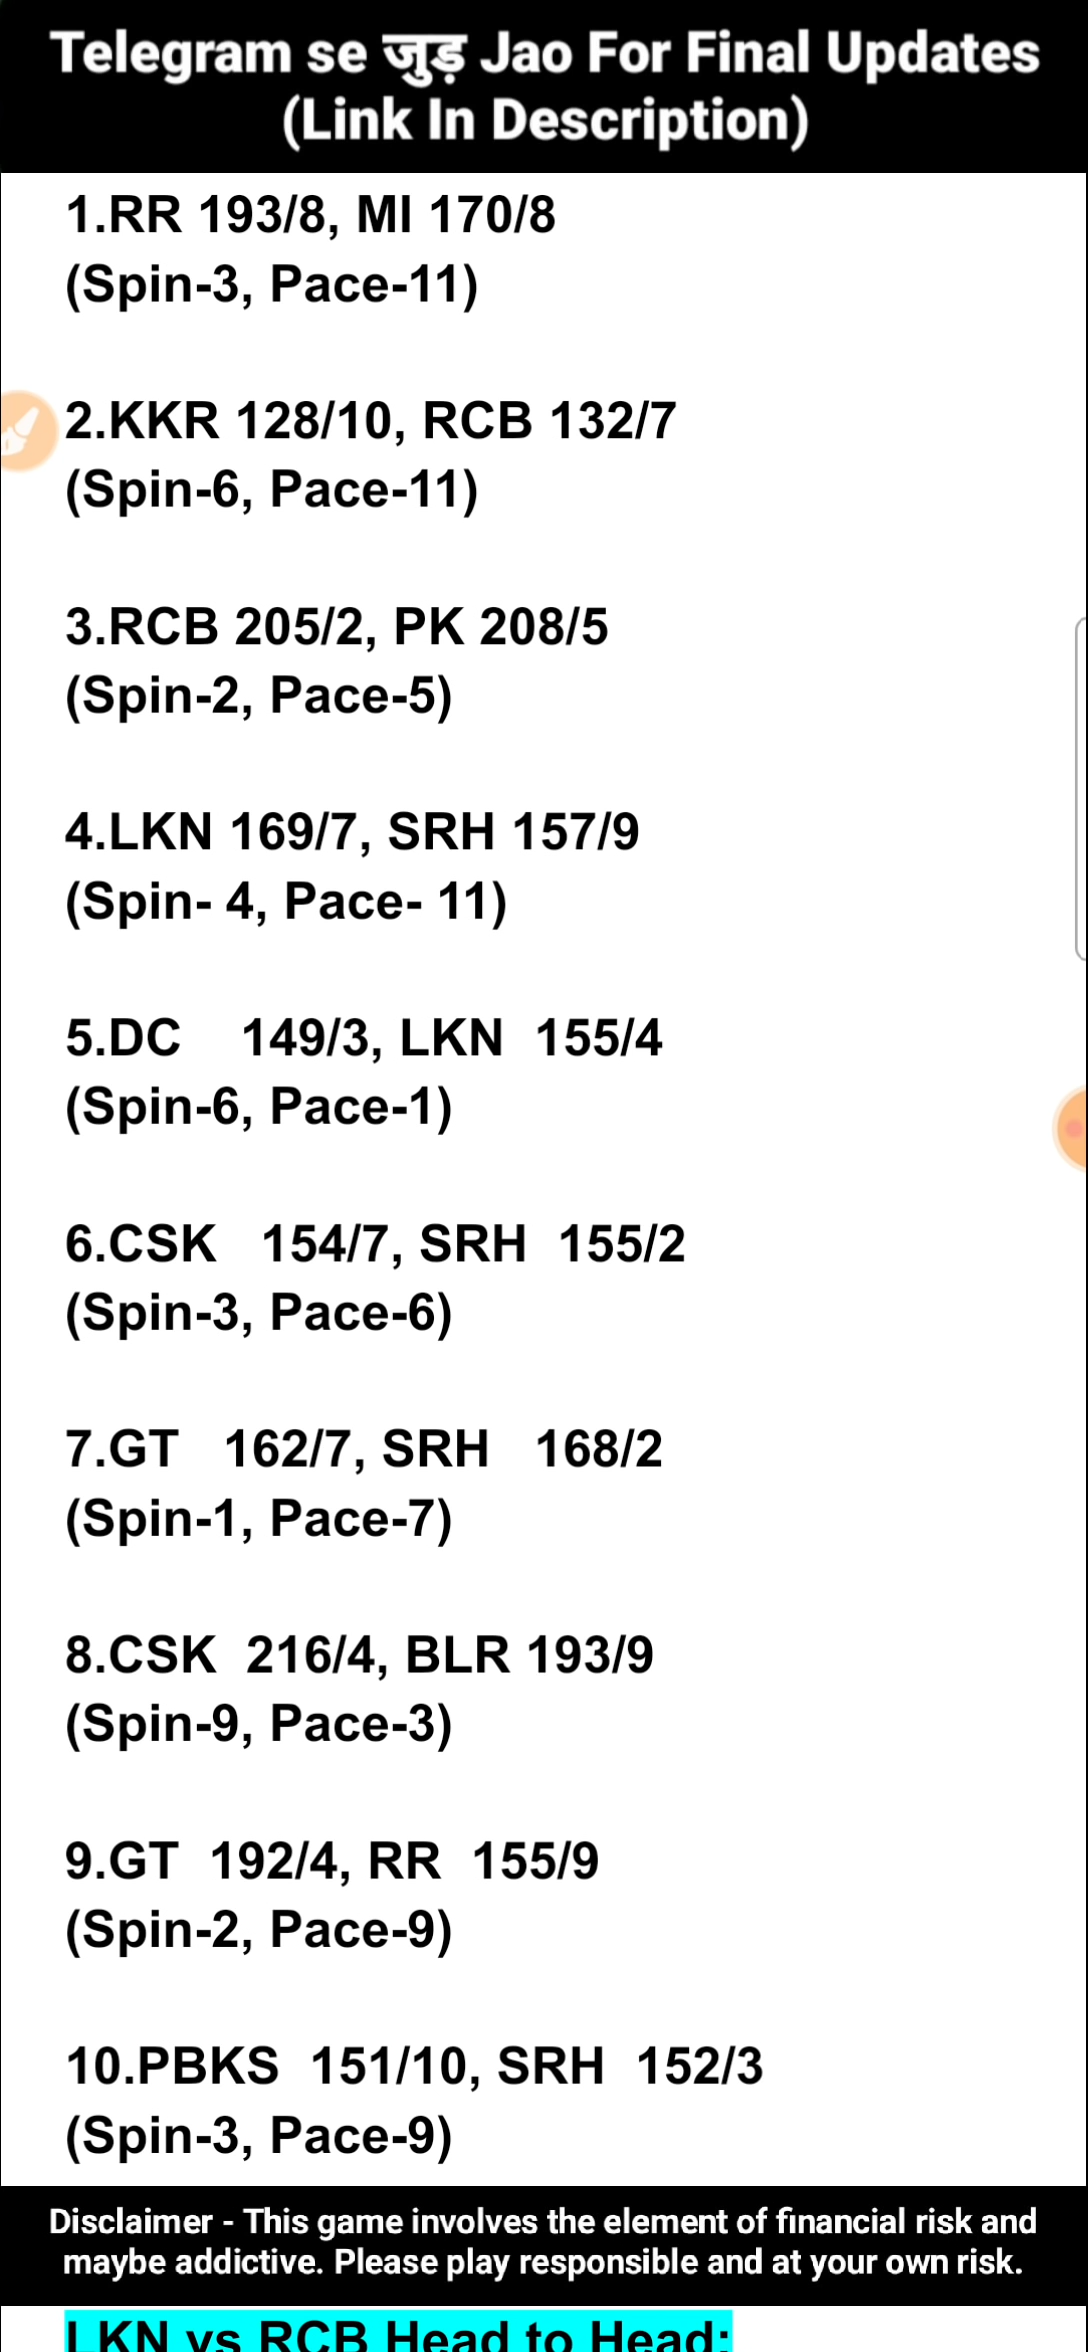 Telegram se जुड़ Jao For Final Updates
(Link In Description)
1.RR 193/8, MI 170/8
(Spin-3, Pace-11)
2.KKR 128/10, RCB 132/7
(Spin-6, Pace-11)
3.RCB 205/2, PK 208/5
(Spin-2, Pace-5)
4.LKN 169/7, SRH 157/9
(Spin- 4, Pace- 11)
5.DC 149/3, LKN 155/4
(Spin-6, Pace-1)
6.CSK 154/7, SRH 155/2
(Spin-3, Pace-6)
7.GT 162/7, SRH 168/2
(Spin-1, Pace-7)
8.CSK 216/4, BLR 193/9
(Spin-9, Pace-3)
9.GT 192/4, RR 155/9
(Spin-2, Pace-9)
10.PBKS 151/10, SRH 152/3
(Spin-3, Pace-9)
Disclaimer - This game involves the element of financial risk and
maybe addictive. Please play responsible and at your own risk.
LKN vs RCB Head to Head: